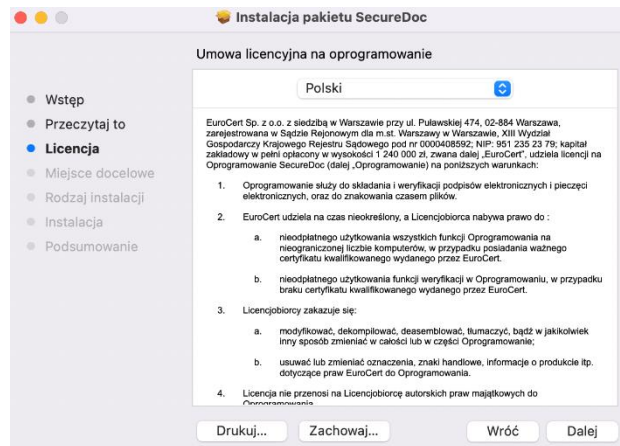 Instalacja pakietu SecureDoc
Umowa licencyjna na oprogramowanie
Wstęp
Przeczytaj to
Licencja
Miejsce docelowe
Rodzaj instalacji
Instalacja
Podsumowanie
Polski
EuroCert Sp. z o.o. z siedzibą w Warszawie przy ul. Puławskiej 474, 02-884 Warszawa,
zarejestrowana w Sądzie Rejonowym dla m.st. Warszawy w Warszawie, XIII Wydział
Gospodarczy Krajowego Rejestru Sądowego pod nr 0000408592; NIP: 951 235 23 79; kapitał
zakładowy w pełni opłacony w wysokości 1 240 000 zł, zwana dalej „EuroCert”, udziela licencji na
Oprogramowanie SecureDoc (dalej „Oprogramowanie) na poniższych warunkach:
1. Oprogramowanie służy do składania i weryfikacji podpisów elektronicznych i pieczęci
elektronicznych, oraz do znakowania czasem plików.
2. EuroCert udziela na czas nieokreślony, a Licencjobiorca nabywa prawo do :
a. nieodpłatnego użytkowania wszystkich funkcji Oprogramowania na
nieograniczonej liczbie komputerów, w przypadku posiadania ważnego
certyfikatu kwalifikowanego wydanego przez EuroCert.
b. nieodpłatnego użytkowania funkcji weryfikacji w Oprogramowaniu, w przypadku
braku certyfikatu kwalifikowanego wydanego przez EuroCert.
3. Licencjobiorcy zakazuje się:
a. modyfikować, dekompilować, deasemblować, tłumaczyć, bądź w jakikolwiek
inny sposób zmieniać w całości lub w części Oprogramowanie;
b. usuwać lub zmieniać oznaczenia, znaki handlowe, informacje o produkcie itp.
dotyczące praw EuroCert do Oprogramowania.
4. Licencja nie przenosi na Licencjobiorcę autorskich praw majątkowych do
Oprogramowania
Drukuj... Zachowaj... Wróć Dalej